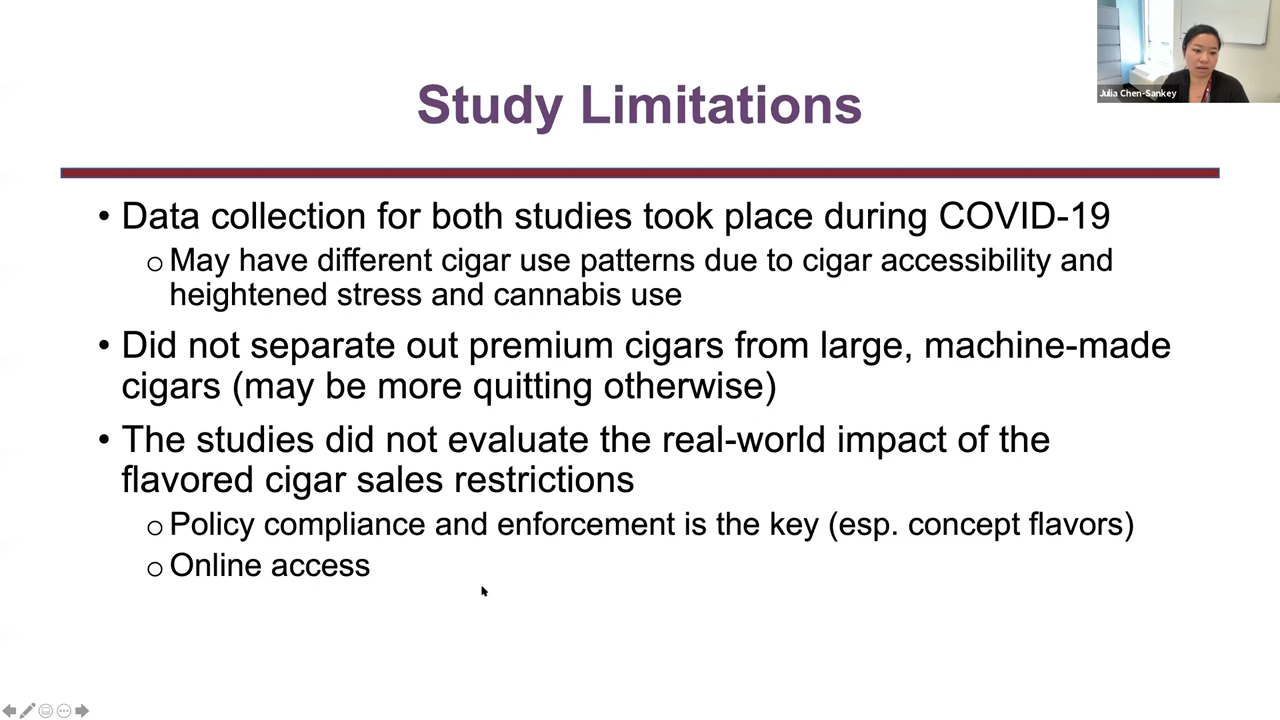 Julia Chen-Sankey
Study Limitations
• Data collection for both studies took place during COVID-19
o May have different cigar use patterns due to cigar accessibility and
heightened stress and cannabis use
• Did not separate out premium cigars from large, machine-made
cigars (may be more quitting otherwise)
• The studies did not evaluate the real-world impact of the
flavored cigar sales restrictions
o Policy compliance and enforcement is the key (esp. concept flavors)
o Online access